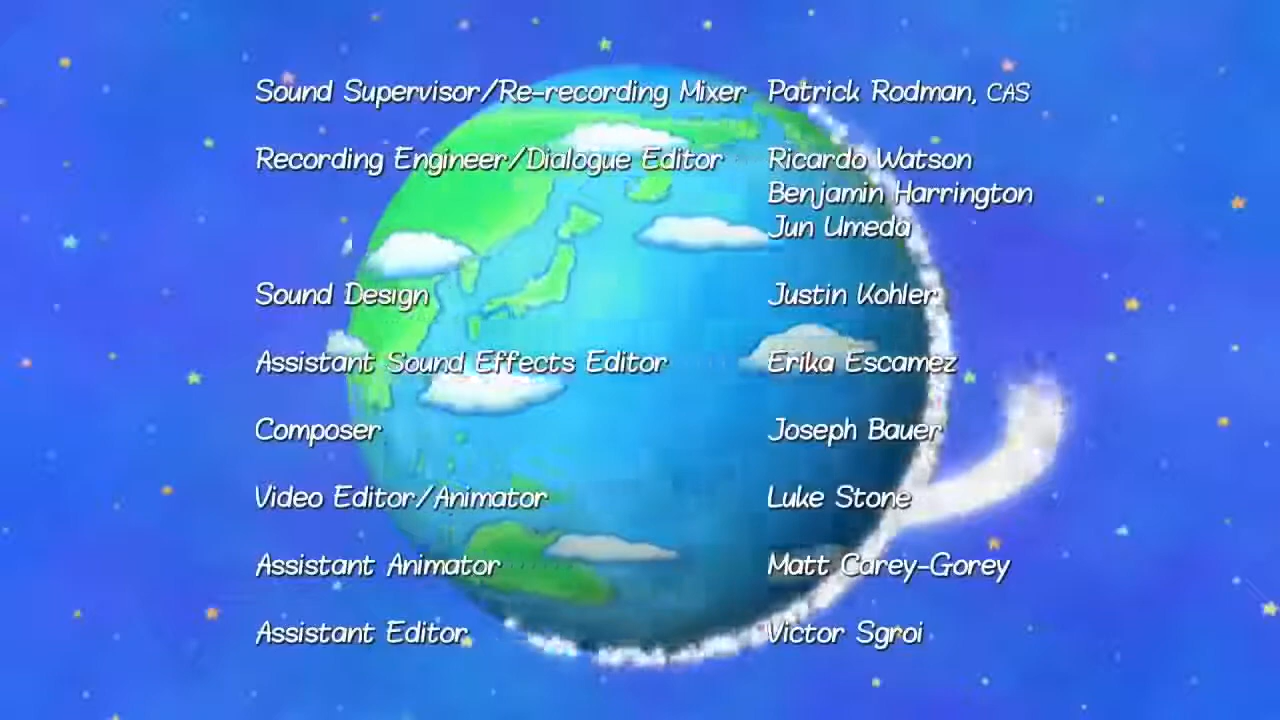 Sound Supervisor/Re-recording Mixer Patrick Rodman, CAS
Recording Engineer/Dialogue Editor Ricardo Watson
Benjamin Harrington
Jun Umeda
Sound Design Justin Kohler
Assistant Sound Effects Editor Erika Escamez
Composer Joseph Bauer
Video Editor/Animator Luke Stone
Assistant Animator Matt Carey-Gorey
Assistant Editor Victor Sgroi